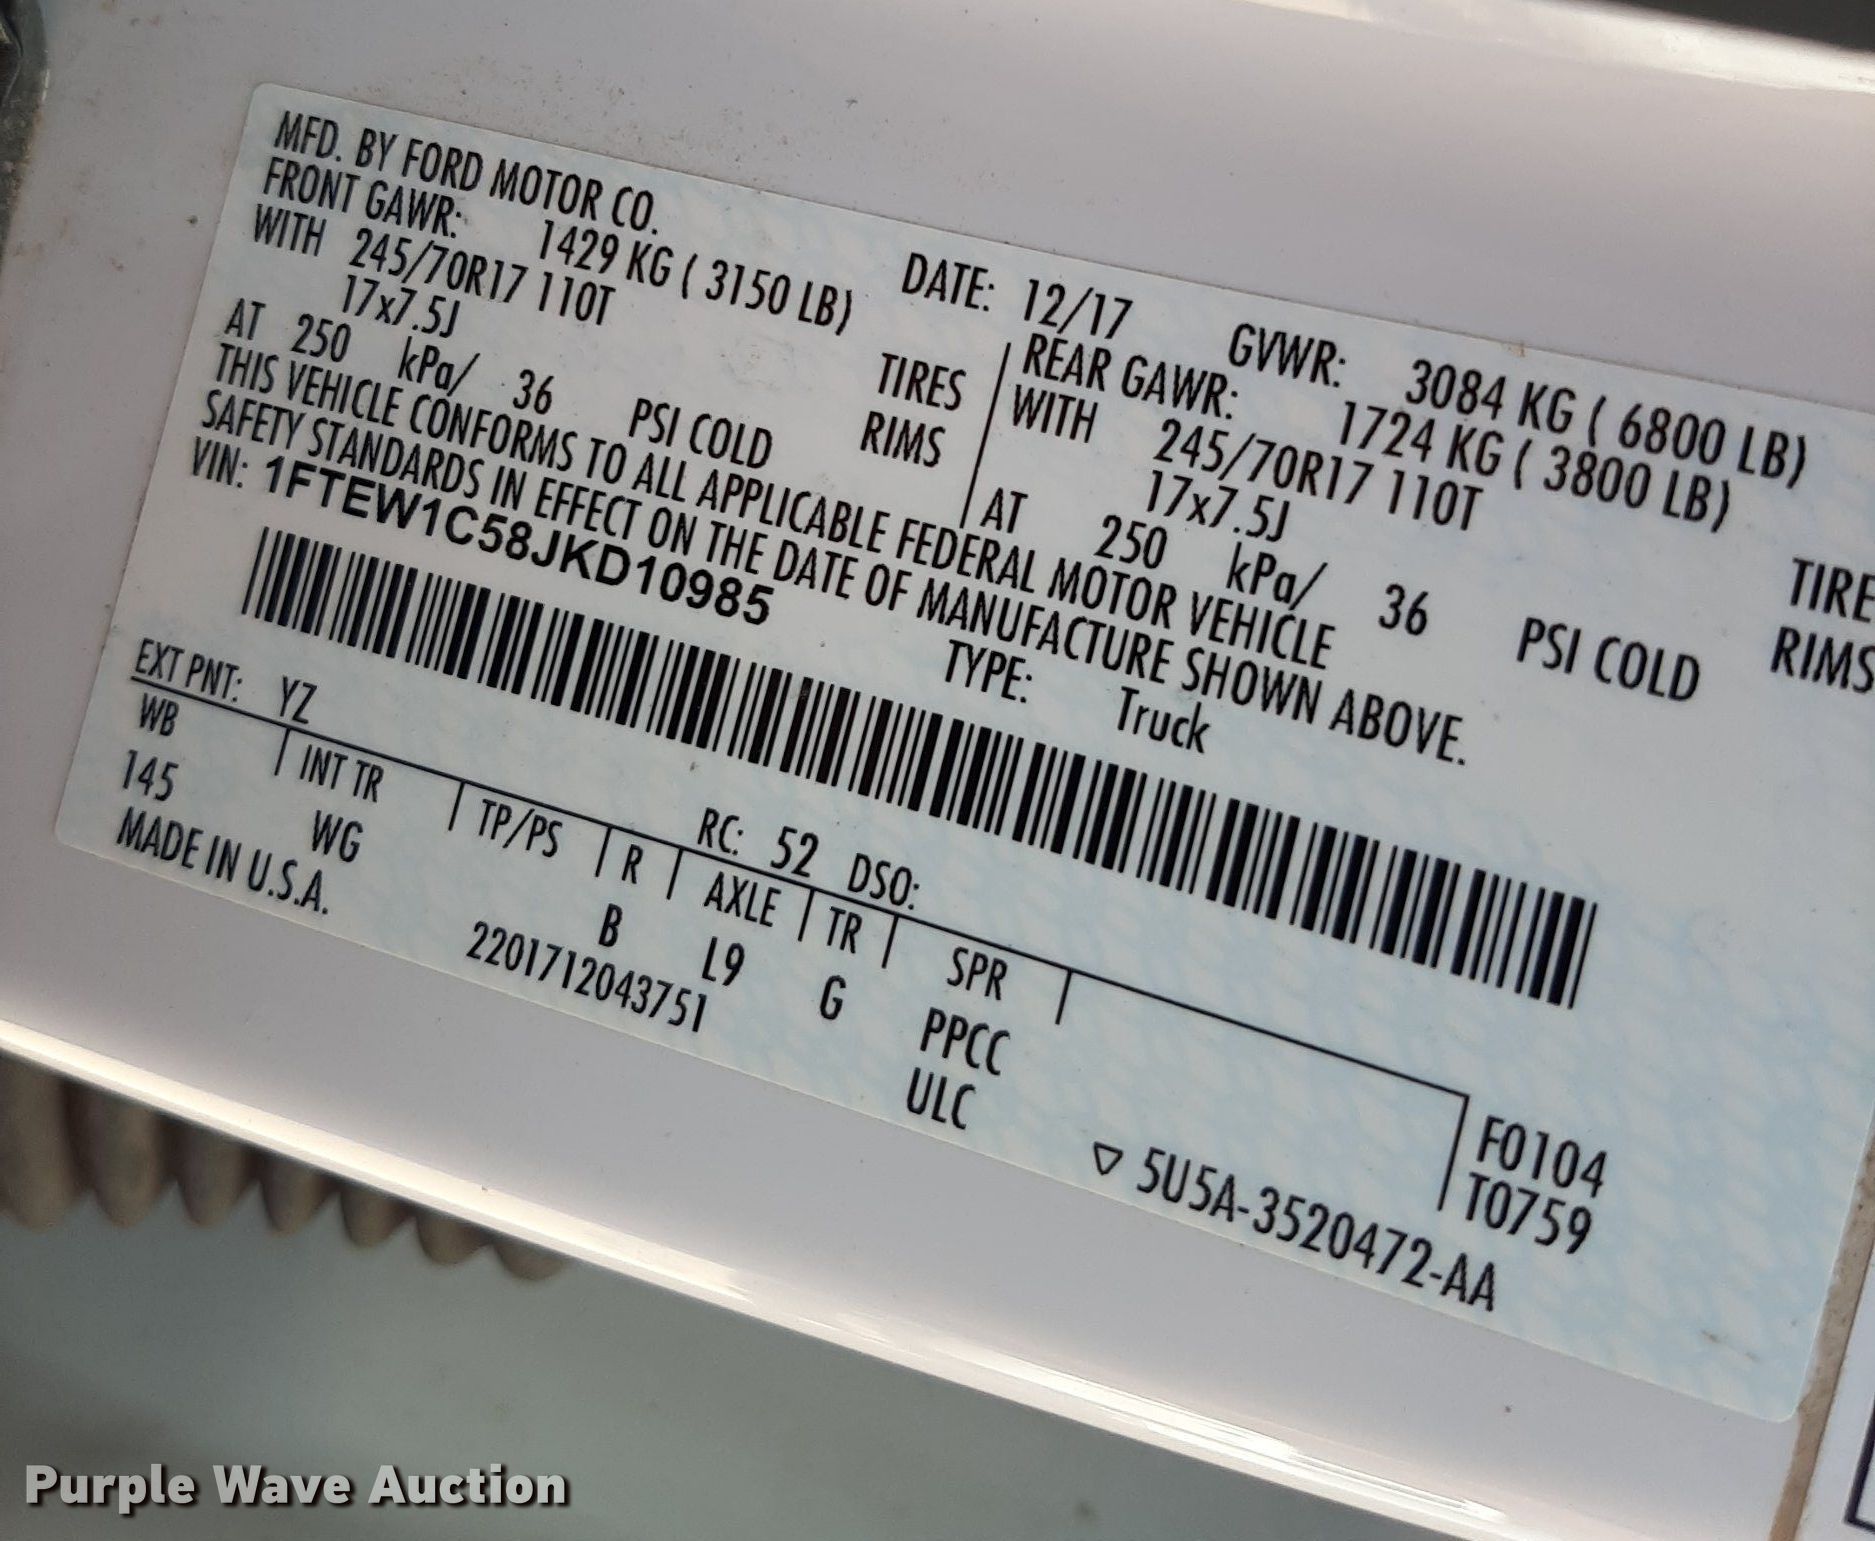 MFD. BY FORD MOTOR CO.
DATE: 12/17 GVWR: 3084 KG ( 6800 LB)
FRONT GAWR: 1429 KG ( 3150 LB)
REAR GAWR: 1724 KG ( 3800 LB)
WITH 245/70R17 110T TIRES
WITH 245/70R17 110T TIRE
17x7.5J RIMS
17x7.5J RIMS
AT 250 kPa/ 36 PSI COLD
AT 250 kPa/ 36 PSI COLD
THIS VEHICLE CONFORMS TO ALL APPLICABLE FEDERAL MOTOR VEHICLE
SAFETY STANDARDS IN EFFECT ON THE DATE OF MANUFACTURE SHOWN ABOVE.
VIN: 1FTEW1C58JKD10985
TYPE: Truck
EXT PNT: YZ RC: 52 DSO:
WB INT TR TP/PS R AXLE TR SPR
145 WG B L9 G PPCC
ULC
F0104
T0759
MADE IN U.S.A. 2201712043751
▽ 5U5A-3520472-AA
Purple Wave Auction